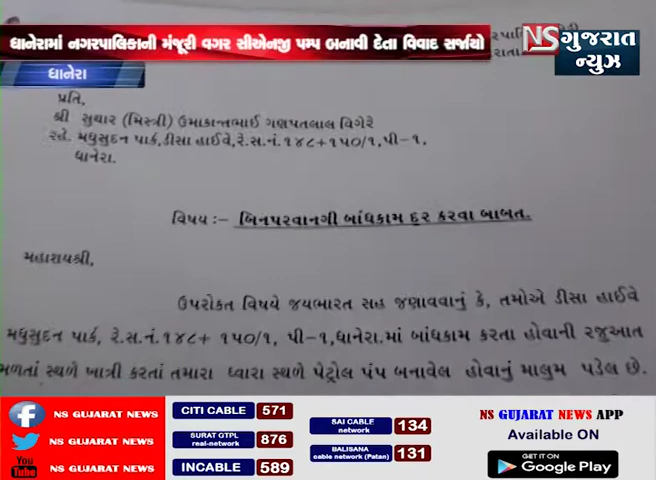 ધાનેરામાં નગરપાલિકાની મંજૂરી વગર સીએનજી પમ્પ બનાવી દેતા વિવાદ સર્જાયો
NS ગુજરાત
ન્યુઝ
ધાનેરા
પ્રતિ,
શ્રી સુથાર (મિસ્ત્રી) ઉમાકાન્તભાઈ ગણપતલાલ વિગેરે
રહે. મધુસુદન પાર્ક,ડીસા હાઈવે,રે.સ.નં.૧૪૮+૧૫૦/૧,પી-૧,
ધાનેરા.
વિષય :- બિનપરવાનગી બાંધકામ દુર કરવા બાબત.
મહાશયશ્રી,
ઉપરોકત વિષયે જયભારત સહ જણાવવાનું કે, તમોએ ડીસા હાઈવે
મધુસુદન પાર્ક, રે.સ.નં.૧૪૮+ ૧૫૦/૧, પી-૧,ધાનેરા.માં બાંધકામ કરતા હોવાની રજુઆત
મળતાં સ્થળે ખાત્રી કરતાં તમારા ધ્વારા સ્થળે પેટ્રોલ પંપ બનાવેલ હોવાનું માલુમ પડેલ છે.
NS GUJARAT NEWS
NS GUJARAT NEWS
You Tube NS GUJARAT NEWS
CITI CABLE 571
SURAT GTPL real-network 876
INCABLE 589
SAI CABLE network 134
BALISANA cable network (Patan) 131
NS GUJARAT NEWS APP
Available ON
GET IT ON
Google Play